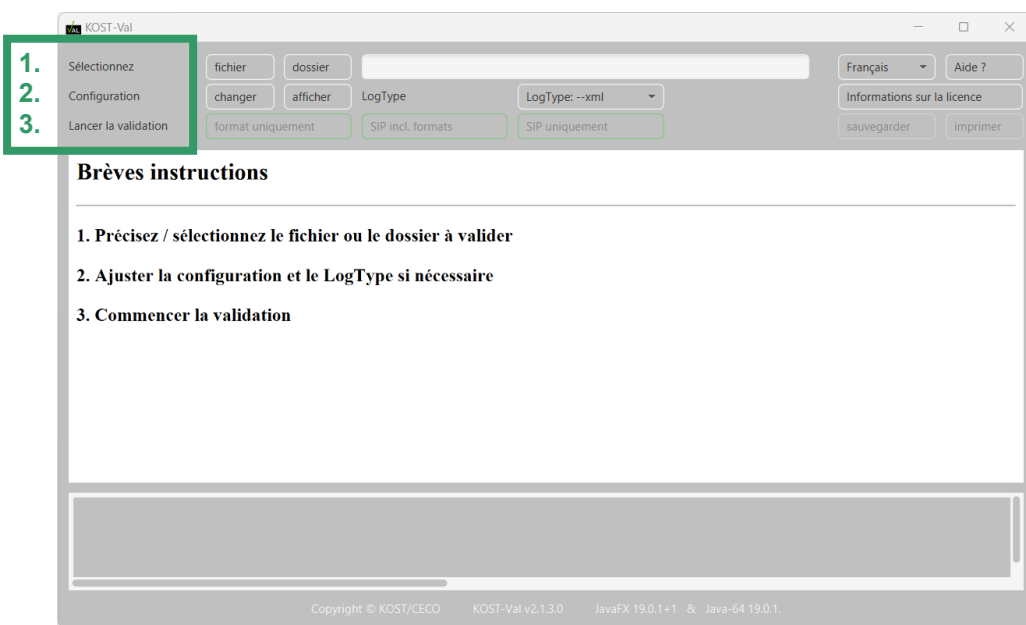 VAL KOST-Val
1. Sélectionnez fichier dossier Français Aide ?
2. Configuration changer afficher LogType LogType: --xml Informations sur la licence
3. Lancer la validation format uniquement SIP incl. formats SIP uniquement sauvegarder imprimer
Brèves instructions
1. Précisez / sélectionnez le fichier ou le dossier à valider
2. Ajuster la configuration et le LogType si nécessaire
3. Commencer la validation
Copyright © KOST/CECO KOST-Val v2.1.3.0 JavaFX 19.0.1+1 & Java-64 19.0.1.